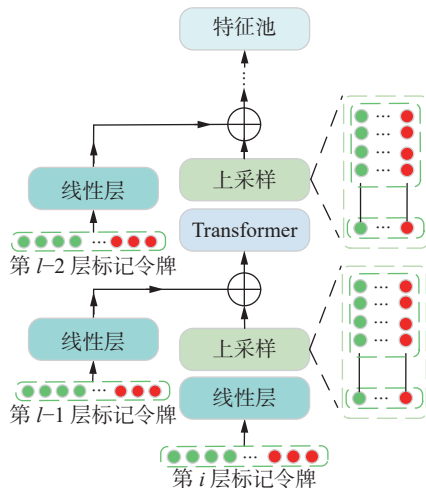 特征池
线性层
上采样
Transformer
第 l−2 层标记令牌
线性层
上采样
第 l−1 层标记令牌
线性层
第 i 层标记令牌